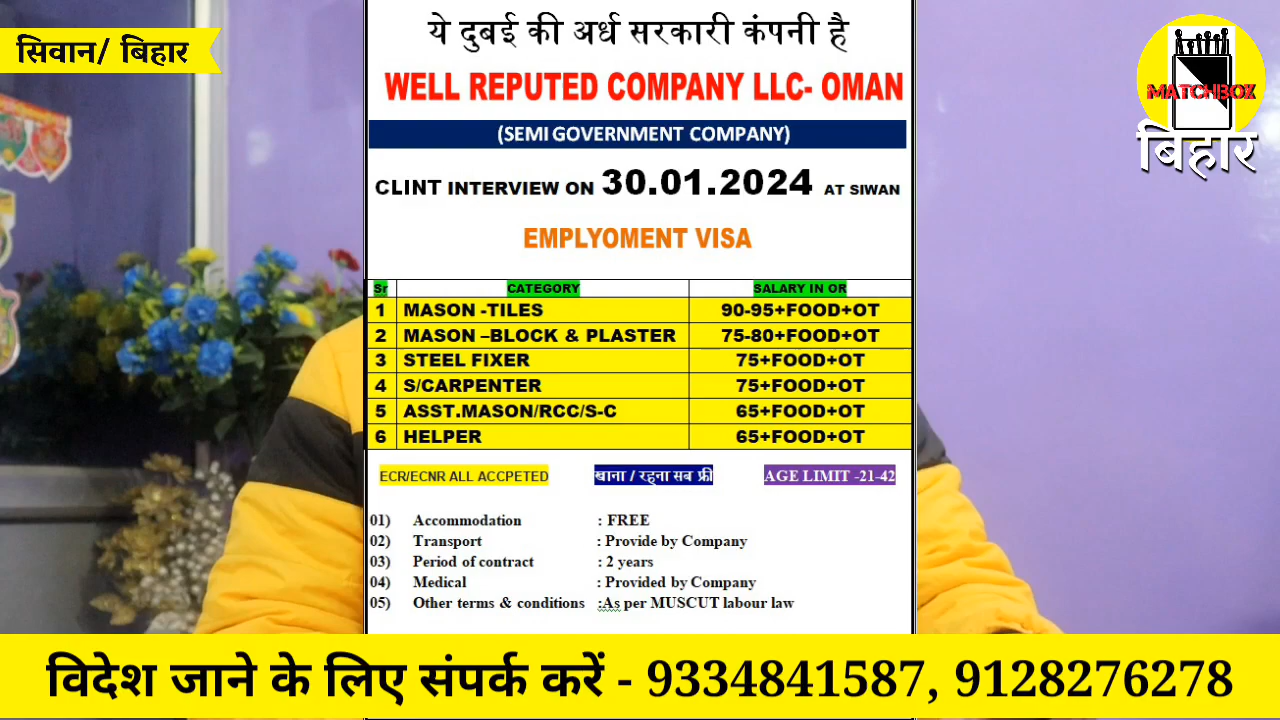 सिवान/ बिहार
ये दुबई की अर्ध सरकारी कंपनी है
WELL REPUTED COMPANY LLC- OMAN
(SEMI GOVERNMENT COMPANY)
CLINT INTERVIEW ON 30.01.2024 AT SIWAN
EMPLYOMENT VISA
MATCHBOX
बिहार
Sr CATEGORY SALARY IN OR
1 MASON -TILES 90-95+FOOD+OT
2 MASON –BLOCK & PLASTER 75-80+FOOD+OT
3 STEEL FIXER 75+FOOD+OT
4 S/CARPENTER 75+FOOD+OT
5 ASST.MASON/RCC/S-C 65+FOOD+OT
6 HELPER 65+FOOD+OT
ECR/ECNR ALL ACCPETED खाना / रहना सब फ्री AGE LIMIT -21-42
01) Accommodation : FREE
02) Transport : Provide by Company
03) Period of contract : 2 years
04) Medical : Provided by Company
05) Other terms & conditions :As per MUSCUT labour law
विदेश जाने के लिए संपर्क करें - 9334841587, 9128276278